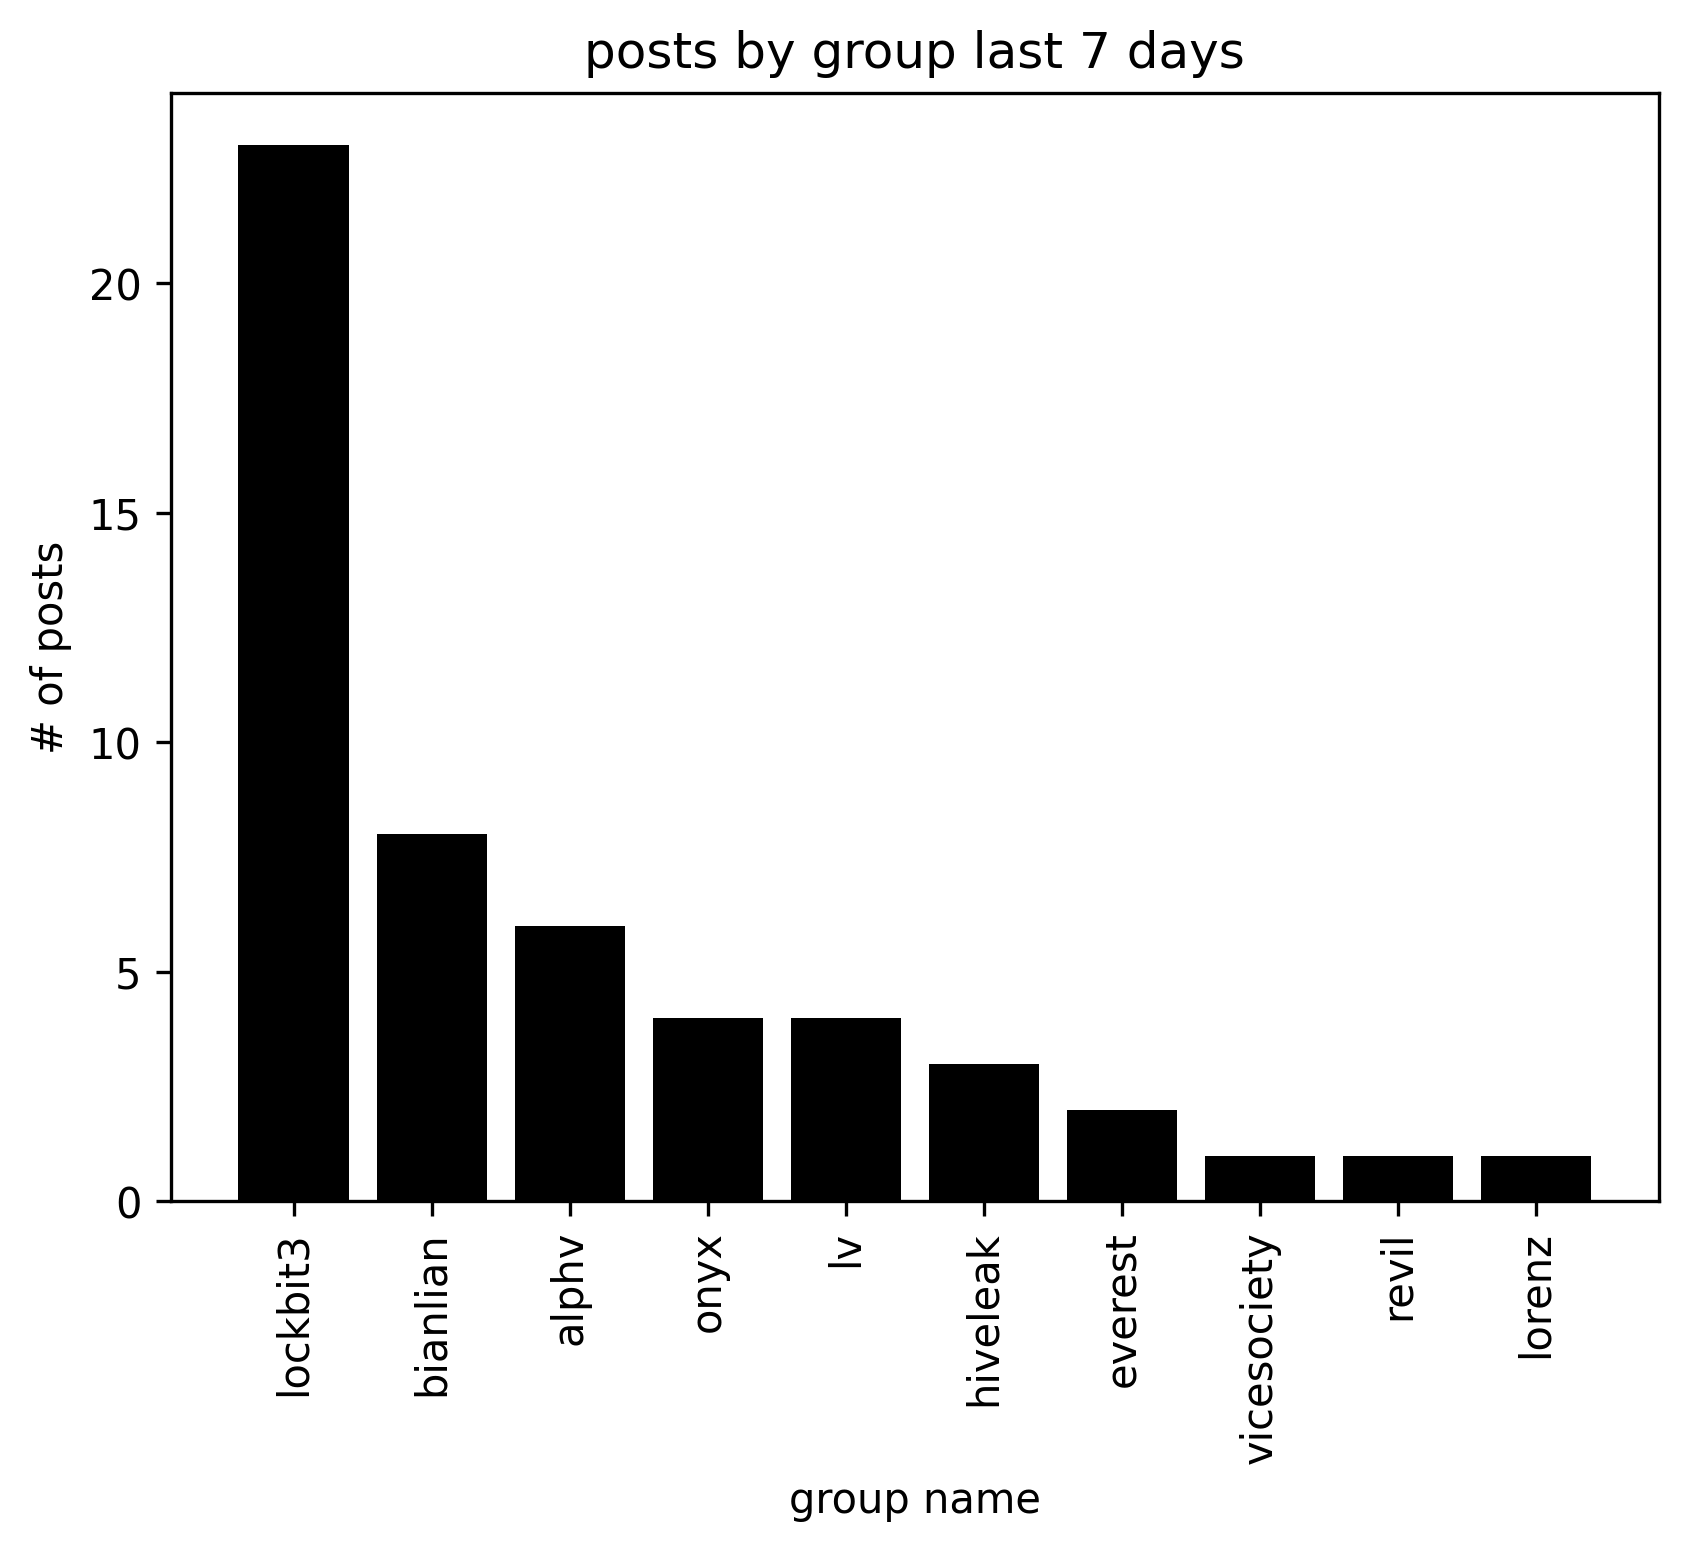 posts by group last 7 days
# of posts
20
15
10
5
0
lockbit3
bianlian
alphv
onyx
lv
hiveleak
everest
vicesociety
revil
lorenz
group name